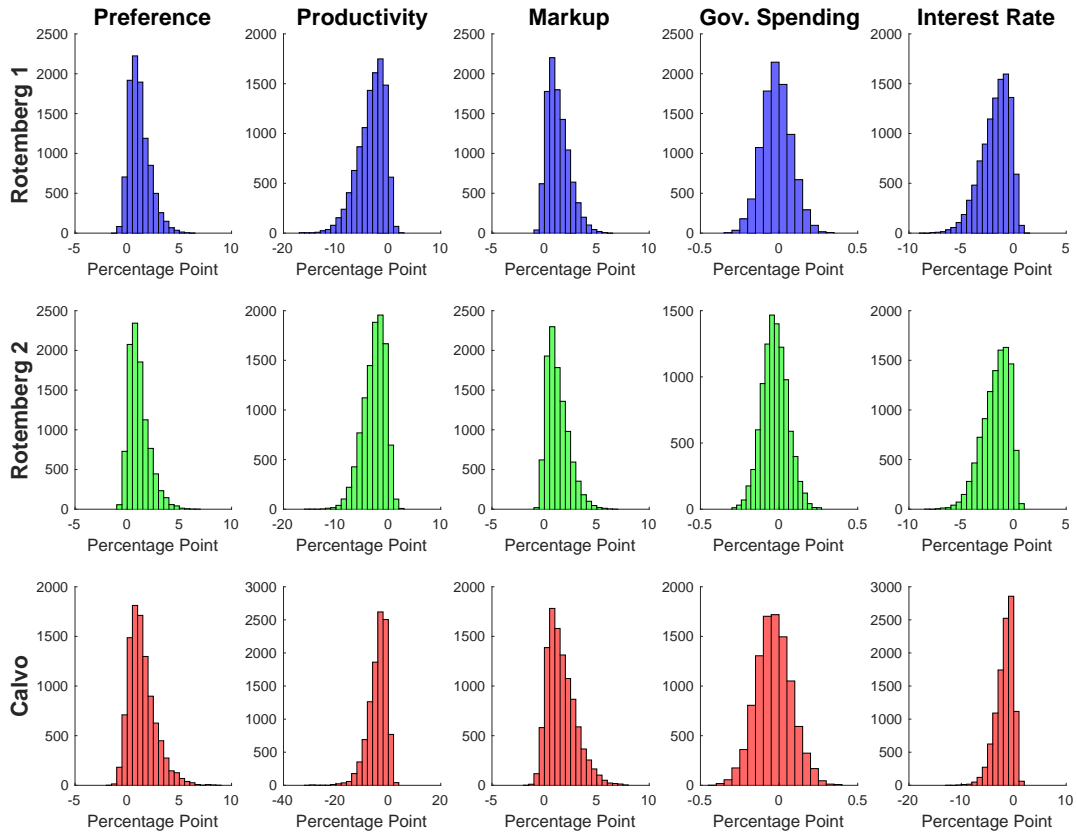 Preference Productivity Markup Gov. Spending Interest Rate
Rotemberg 1
2500 2000 1500 1000 500 0
-5 0 5 10
Percentage Point
2000 1500 1000 500 0
-20 -10 0 10
Percentage Point
2500 2000 1500 1000 500 0
-5 0 5 10
Percentage Point
2500 2000 1500 1000 500 0
-0.5 0 0.5
Percentage Point
2000 1500 1000 500 0
-10 -5 0 5
Percentage Point
Rotemberg 2
2500 2000 1500 1000 500 0
-5 0 5 10
Percentage Point
2000 1500 1000 500 0
-20 -10 0 10
Percentage Point
2500 2000 1500 1000 500 0
-5 0 5 10
Percentage Point
1500 1000 500 0
-0.5 0 0.5
Percentage Point
2000 1500 1000 500 0
-10 -5 0 5
Percentage Point
Calvo
2000 1500 1000 500 0
-5 0 5 10
Percentage Point
3000 2500 2000 1500 1000 500 0
-40 -20 0 20
Percentage Point
2000 1500 1000 500 0
-5 0 5 10
Percentage Point
2000 1500 1000 500 0
-0.5 0 0.5
Percentage Point
3000 2500 2000 1500 1000 500 0
-20 -10 0 10
Percentage Point